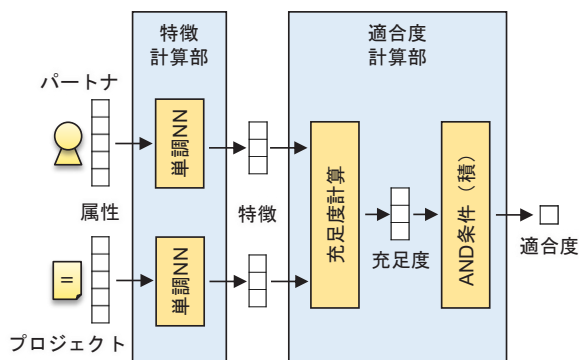 特徴
計算部
適合度
計算部
パートナ
単調NN
属性
特徴
単調NN
プロジェクト
充足度計算
充足度
AND条件（積）
適合度
=